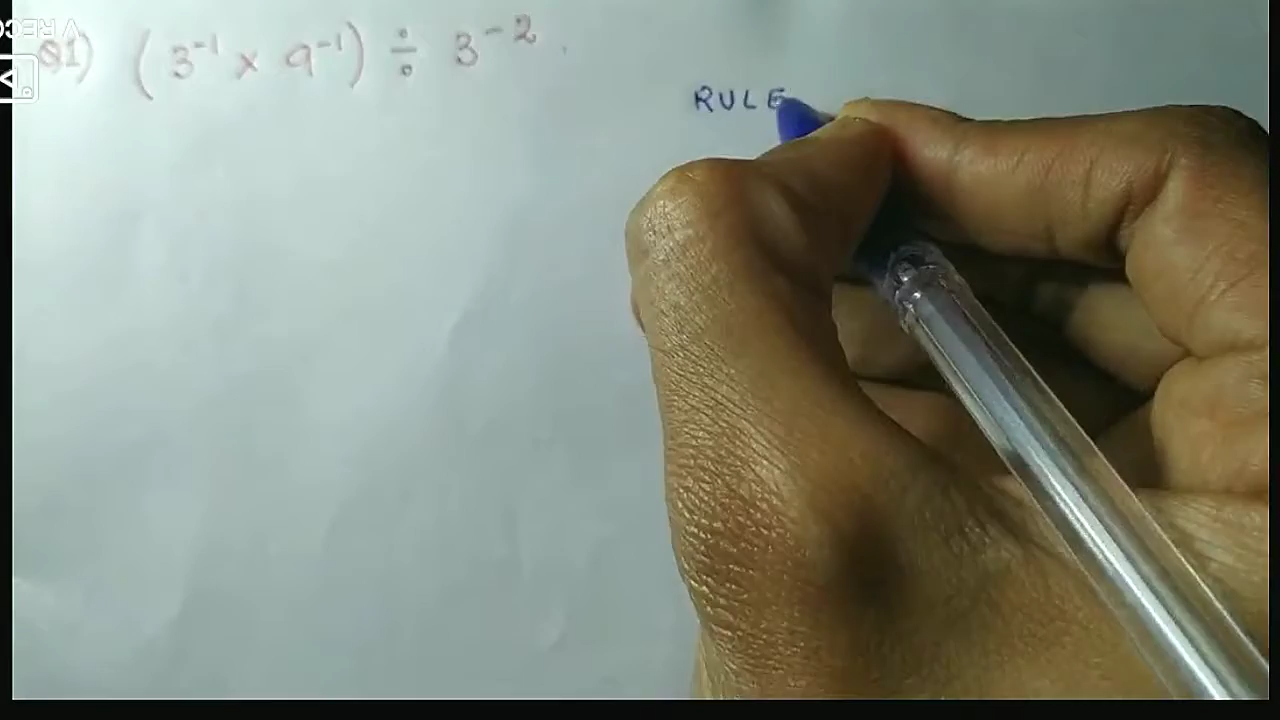 Q1) (3⁻¹ × 9⁻¹) ÷ 3⁻².
RULE